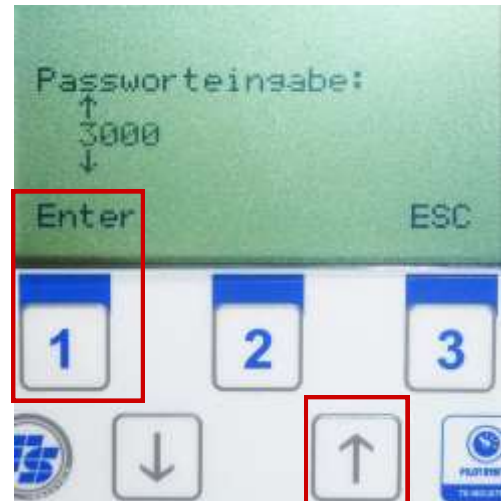 Passworteingabe:
↑
3000
↓
Enter ESC
1 2 3
↓ ↑